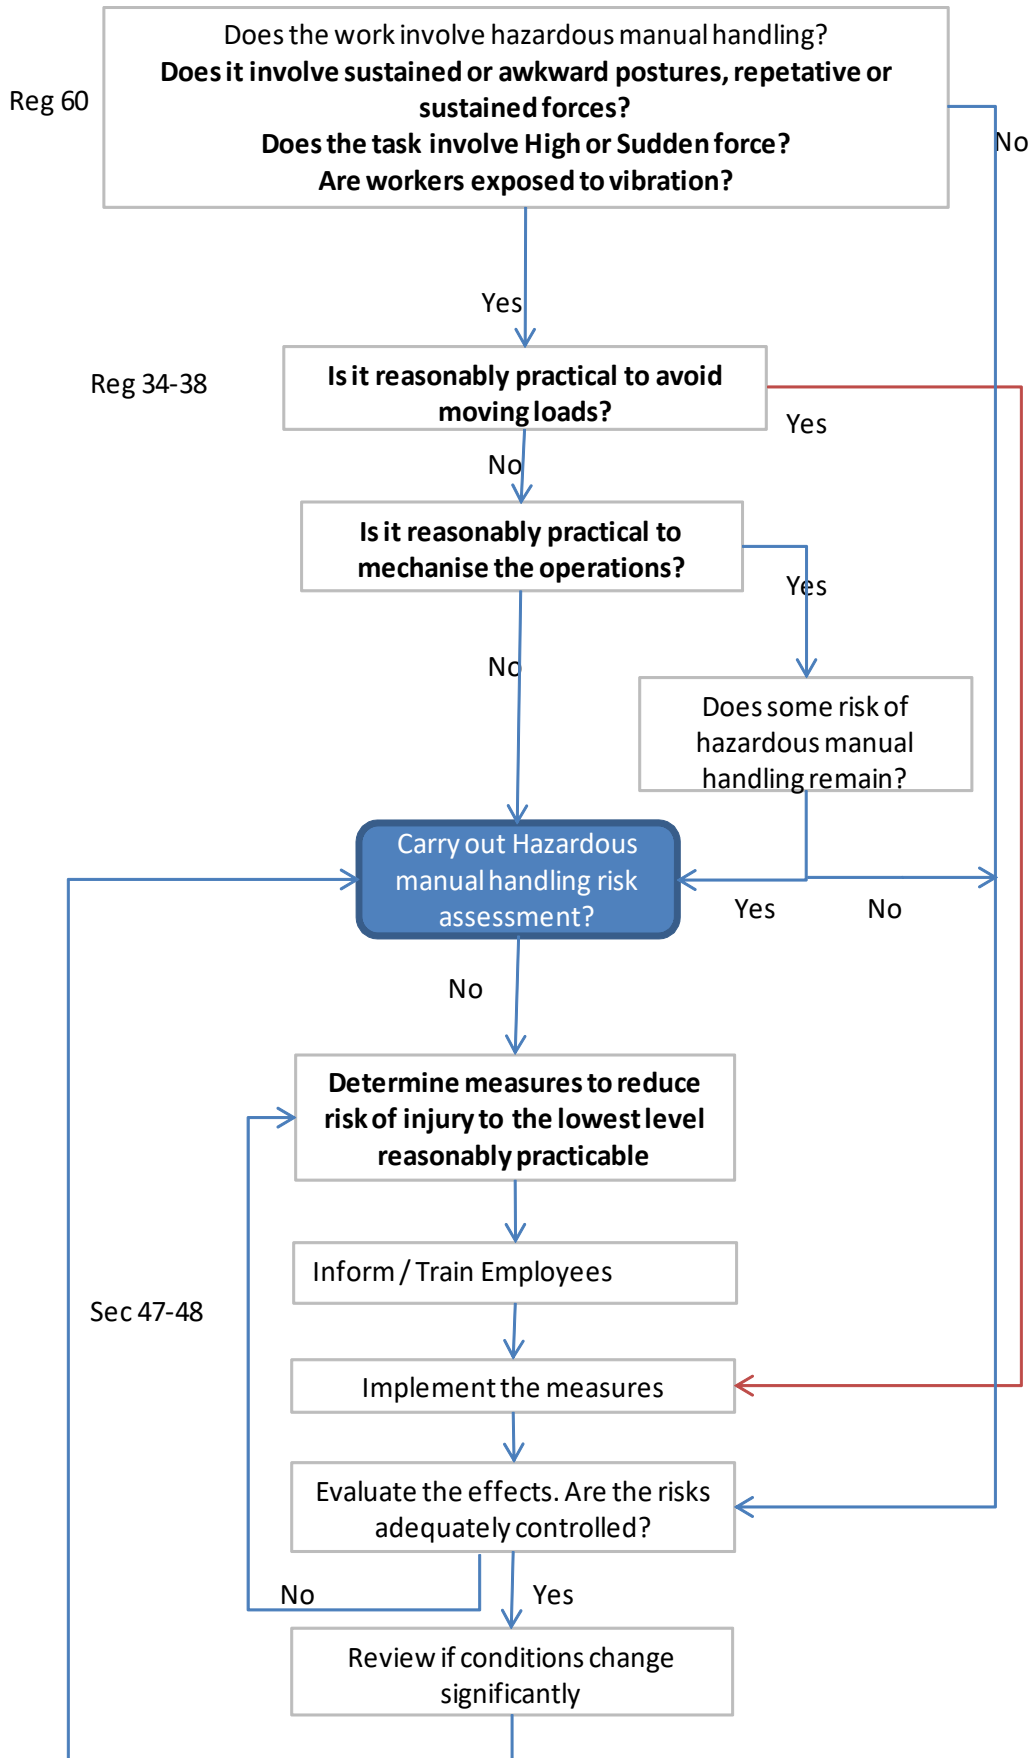 Does the work involve hazardous manual handling?
Does it involve sustained or awkward postures, repetative or
sustained forces?
Does the task involve High or Sudden force?
Are workers exposed to vibration?
Reg 60
No
Yes
Reg 34-38
Is it reasonably practical to avoid
moving loads?
Yes
No
Is it reasonably practical to
mechanise the operations?
Yes
No
Does some risk of
hazardous manual
handling remain?
Carry out Hazardous
manual handling risk
assessment?
Yes
No
No
Determine measures to reduce
risk of injury to the lowest level
reasonably practicable
Inform / Train Employees
Sec 47-48
Implement the measures
Evaluate the effects. Are the risks
adequately controlled?
No
Yes
Review if conditions change
significantly